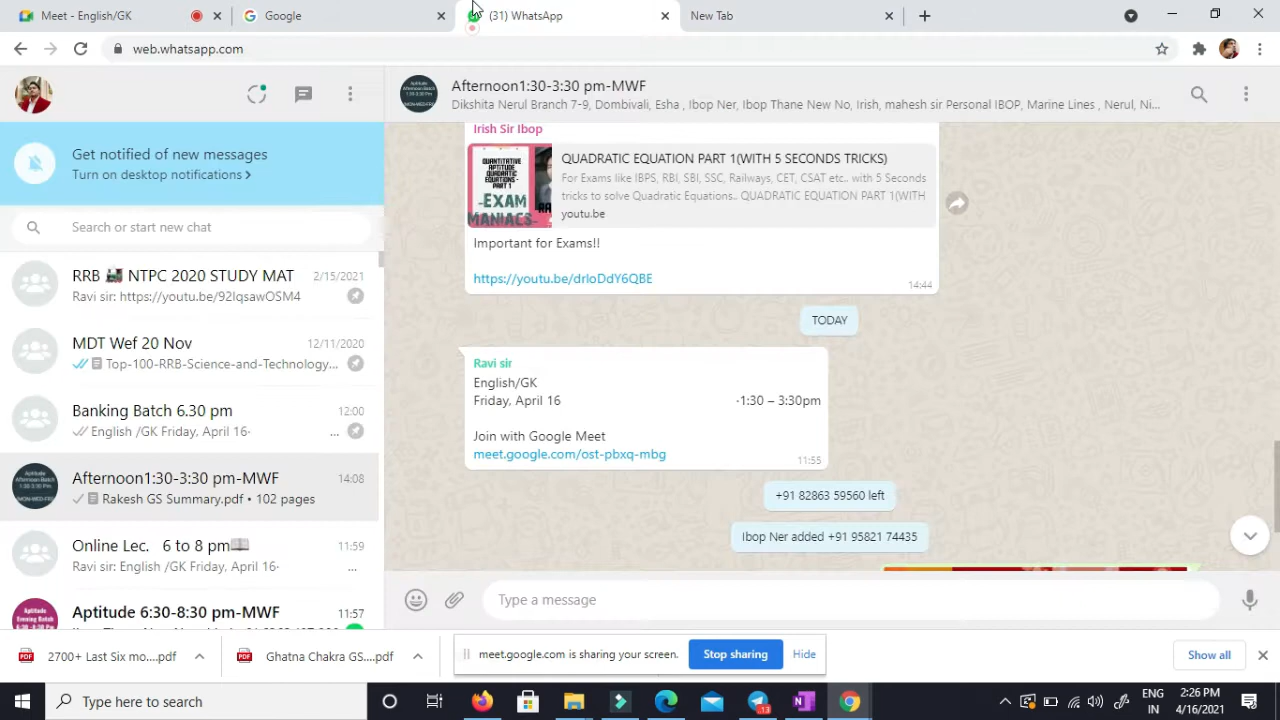 Meet - English/GK
Google
(31) WhatsApp
New Tab
web.whatsapp.com
Afternoon1:30-3:30 pm-MWF
Dikshita Nerul Branch 7-9, Dombivali, Esha , Ibop Ner, Ibop Thane New No, Irish, mahesh sir Personal IBOP, Marine Lines , Nerul, Ni...
Get notified of new messages
Turn on desktop notifications >
Search or start new chat
RRB 🚂 NTPC 2020 STUDY MAT 2/15/2021
Ravi sir: https://youtu.be/92IqsawOSM4
MDT Wef 20 Nov 12/11/2020
Top-100-RRB-Science-and-Technology...
Banking Batch 6.30 pm 12:00
English /GK Friday, April 16· ...
Afternoon1:30-3:30 pm-MWF 14:08
Rakesh GS Summary.pdf • 102 pages
Online Lec. 6 to 8 pm📖 11:59
Ravi sir: English /GK Friday, April 16· ...
Aptitude 6:30-8:30 pm-MWF 11:57
Irish Sir Ibop
QUANTITATIVE
APTITUDE
QUADRATIC
EQUATIONS -
PART 1
-EXAM
MANIACS-
QUADRATIC EQUATION PART 1(WITH 5 SECONDS TRICKS)
For Exams like IBPS, RBI, SBI, SSC, Railways, CET, CSAT etc.. with 5 Seconds
tricks to solve Quadratic Equations.. QUADRATIC EQUATION PART 1(WITH
youtu.be
Important for Exams!!
https://youtu.be/drIoDdY6QBE
14:44
TODAY
Ravi sir
English/GK
Friday, April 16 ·1:30 – 3:30pm
Join with Google Meet
meet.google.com/ost-pbxq-mbg
11:55
+91 82863 59560 left
Ibop Ner added +91 95821 74435
Type a message
2700+ Last Six mo....pdf
Ghatna Chakra GS....pdf
meet.google.com is sharing your screen.
Stop sharing
Hide
Show all
Type here to search
13
ENG
IN
2:26 PM
4/16/2021